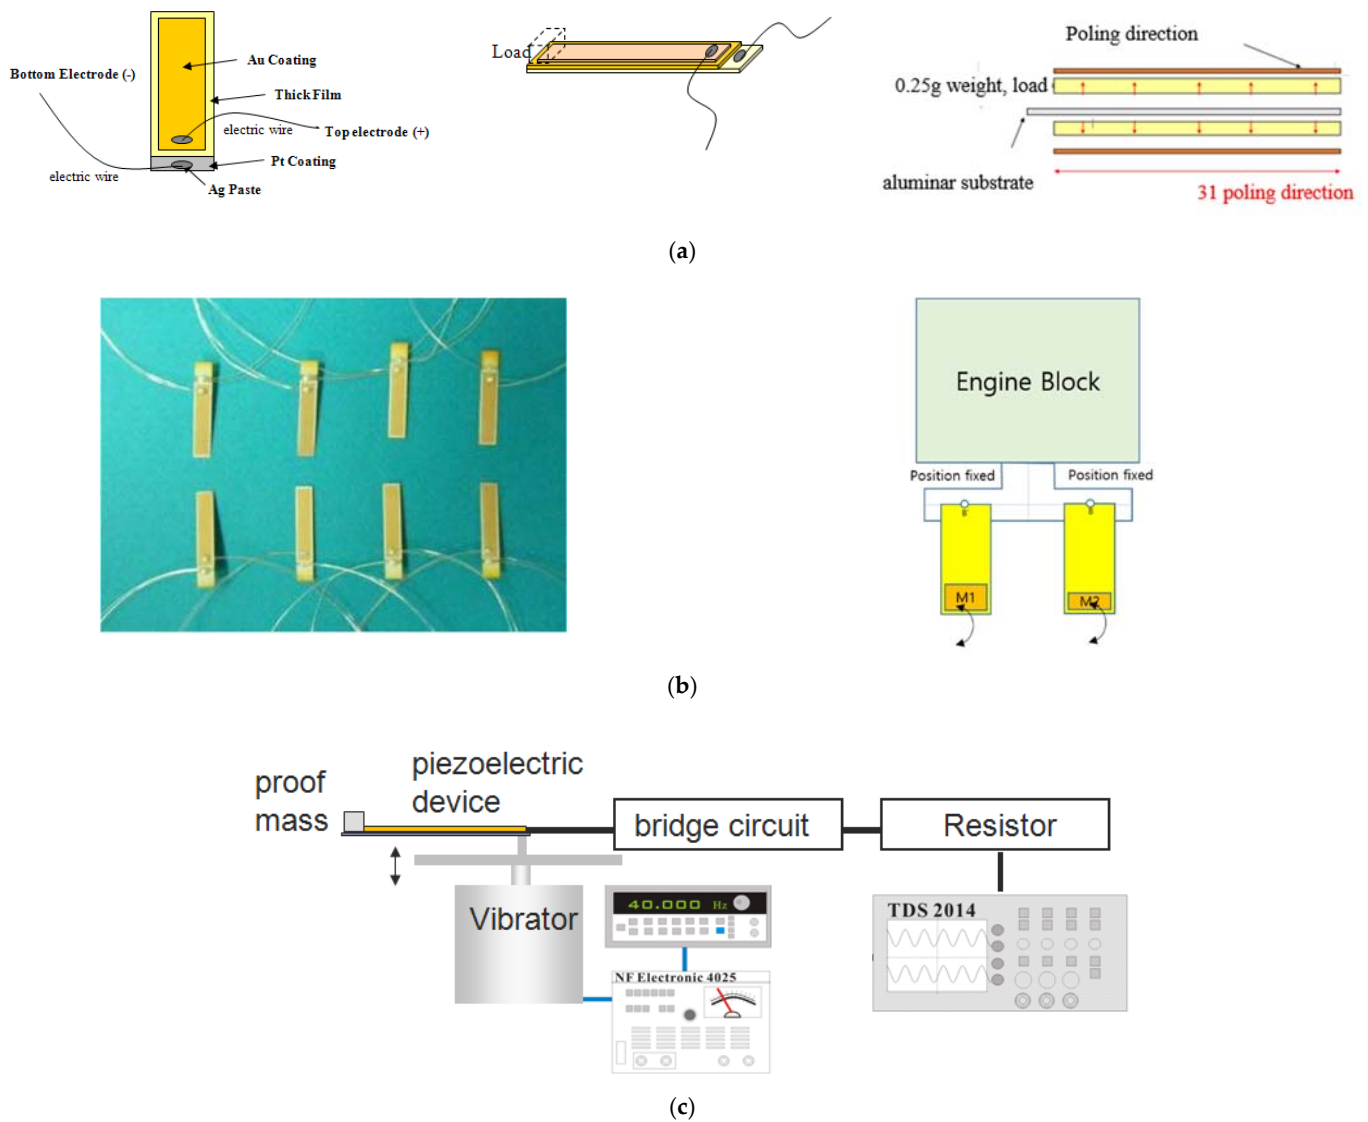 Au Coating
Bottom Electrode (-)
Thick Film
electric wire
Top electrode (+)
Pt Coating
electric wire
Ag Paste
Load
Poling direction
0.25g weight, load
aluminar substrate
31 poling direction
(a)
Engine Block
Position fixed
Position fixed
M1
M2
(b)
proof
mass
piezoelectric
device
bridge circuit
Resistor
Vibrator
40.000 Hz
TDS 2014
NF Electronic 4025
(c)